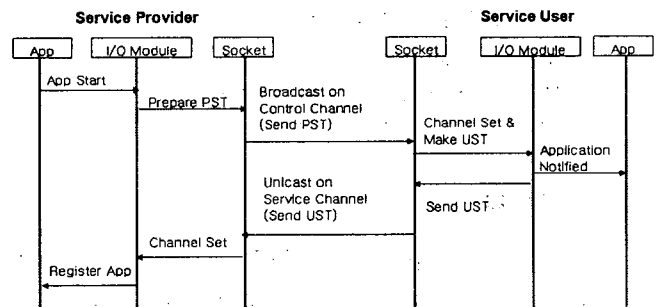 Service Provider
Service User
App
I/O Module
Socket
Socket
I/O Module
App
App Start
Prepare PST
Broadcast on
Control Channel
(Send PST)
Channel Set &
Make UST
Application
Notified
Unicast on
Service Channel
(Send UST)
Send UST
Channel Set
Register App